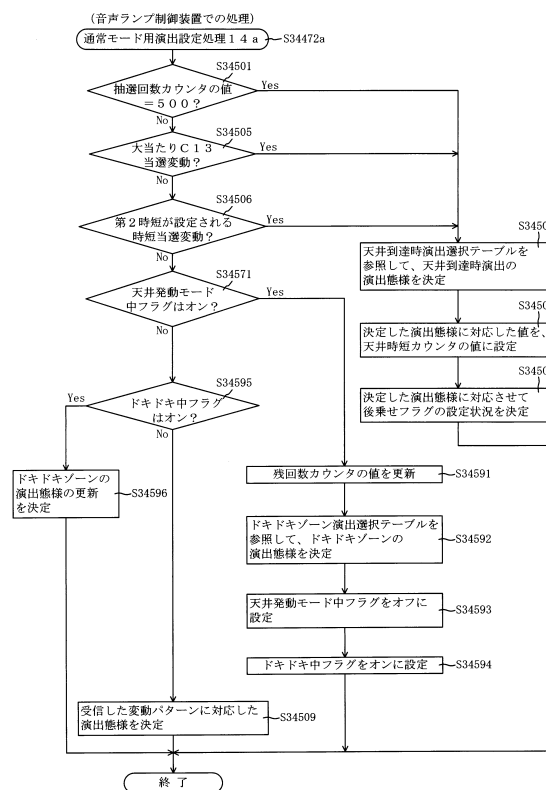 (音声ランプ制御装置での処理)
通常モード用演出設定処理14a
S34472a
S34501
抽選回数カウンタの値
=500?
Yes
No
S34505
大当たりC13
当選変動?
Yes
No
S34506
第2時短が設定される
時短当選変動?
Yes
No
S3450
天井到達時演出選択テーブルを
参照して、天井到達時演出の
演出態様を決定
S34571
天井発動モード
中フラグはオン?
Yes
No
S3450
決定した演出態様に対応した値を、
天井時短カウンタの値に設定
S3450
決定した演出態様に対応させて
後乗せフラグの設定状況を決定
S34595
ドキドキ中フラグ
はオン?
Yes
No
ドキドキゾーンの
演出態様の更新
を決定
S34596
残回数カウンタの値を更新
S34591
ドキドキゾーン演出選択テーブルを
参照して、ドキドキゾーンの
演出態様を決定
S34592
天井発動モード中フラグをオフに
設定
S34593
ドキドキ中フラグをオンに設定
S34594
受信した変動パターンに対応した
演出態様を決定
S34509
終了